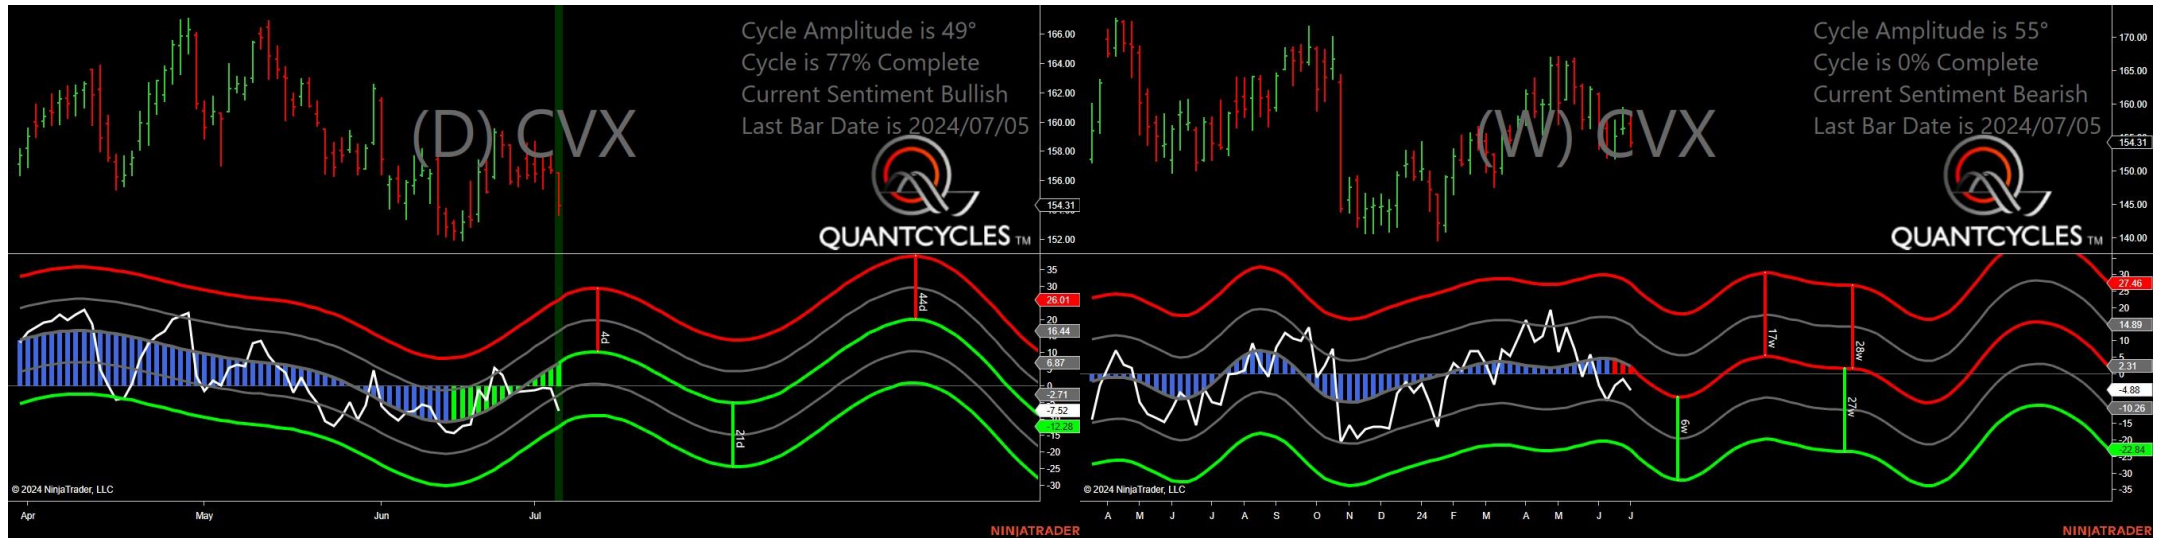 Cycle Amplitude is 49°
Cycle is 77% Complete
Current Sentiment Bullish
Last Bar Date is 2024/07/05
(D) CVX
QUANTCYCLES TM
166.00
164.00
162.00
160.00
158.00
156.00
154.31
152.00
35
30
26.01
20
16.44
10
6.87
0
-2.71
-7.52
-12.28
-15
-20
-25
-30
4d
21d
44d
© 2024 NinjaTrader, LLC
Apr May Jun Jul
NINJATRADER
Cycle Amplitude is 55°
Cycle is 0% Complete
Current Sentiment Bearish
Last Bar Date is 2024/07/05
(W) CVX
QUANTCYCLES TM
170.00
165.00
160.00
154.31
150.00
145.00
140.00
30
27.46
25
20
14.89
10
5
2.31
0
-4.88
-10.26
-15
-20
-22.84
-25
-30
-35
6w
17w
28w
27w
© 2024 NinjaTrader, LLC
A M J J A S O N D 24 F M A M J J
NINJATRADER